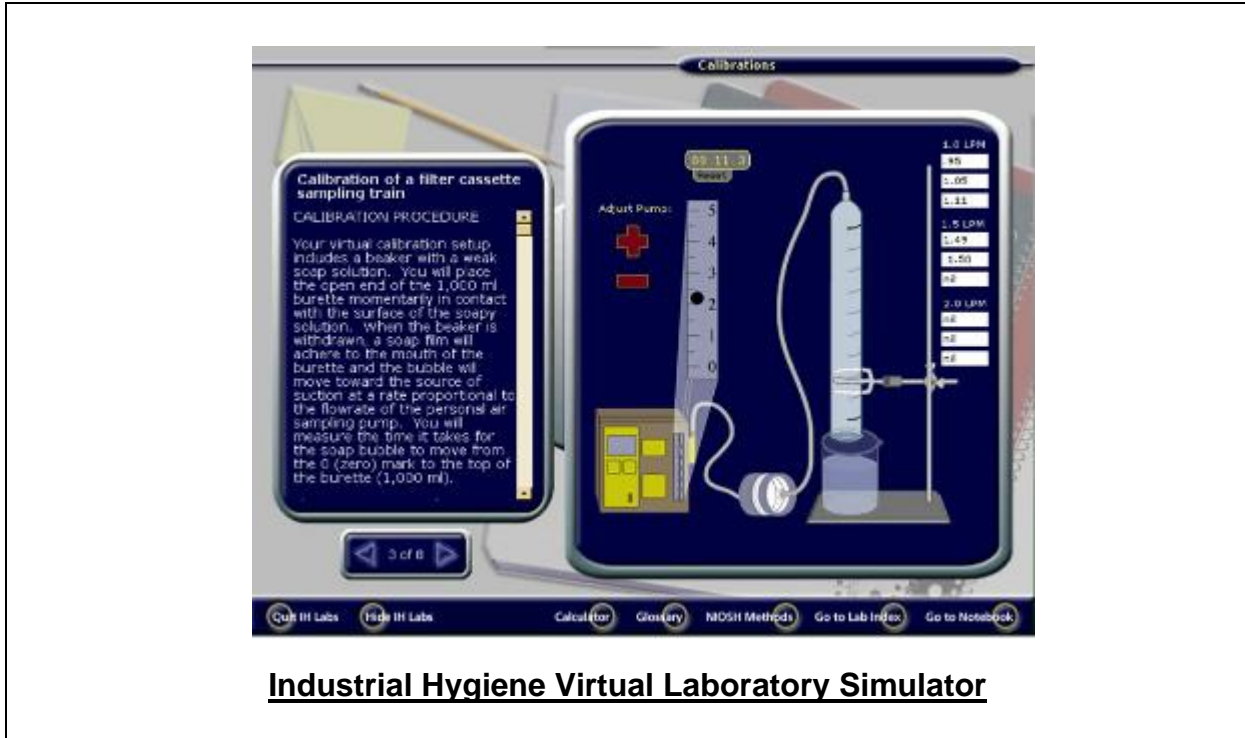 Calibrations
Calibration of a filter cassette
sampling train
CALIBRATION PROCEDURE
Your virtual calibration setup
includes a beaker with a weak
soap solution.  You will place
the open end of the 1,000 ml
burette momentarily in contact
with the surface of the soapy
solution.  When the beaker is
withdrawn, a soap film will
adhere to the mouth of the
burette and the bubble will
move toward the source of
suction at a rate proportional to
the flowrate of the personal air
sampling pump.  You will
measure the time it takes for
the soap bubble to move from
the 0 (zero) mark to the top of
the burette (1,000 ml).
3 of 8
Reset
Adjust Pump:
5
4
3
2
1
0
1.0 LPM
.95
1.05
1.11
1.5 LPM
1.49
1.50
2.0 LPM
Quit IH Labs
Hide IH Labs
Calculator
Glossary
NIOSH Methods
Go to Lab Index
Go to Notebook
Industrial Hygiene Virtual Laboratory Simulator